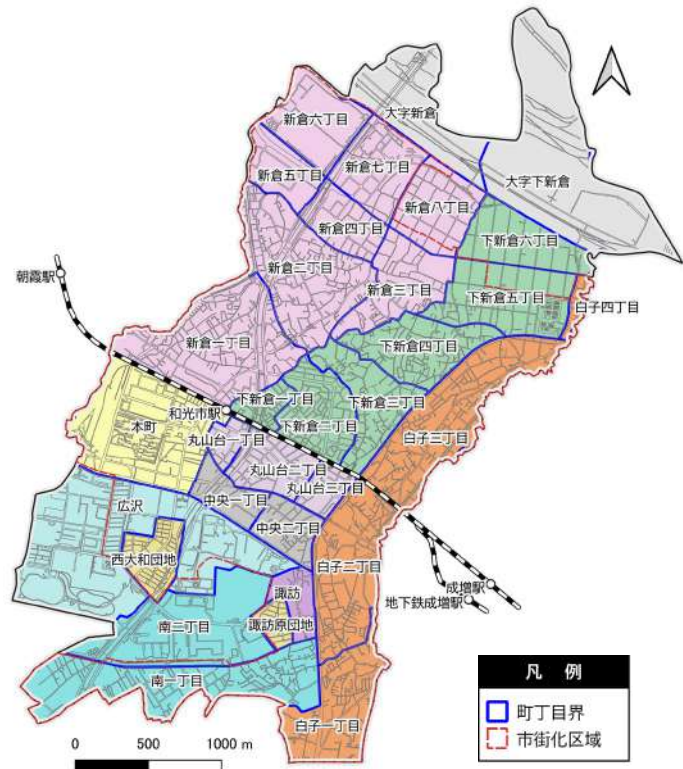 大字新倉
新倉六丁目
新倉七丁目
新倉五丁目
大字下新倉
新倉八丁目
新倉四丁目
下新倉六丁目
新倉二丁目
朝霞駅
新倉三丁目
下新倉五丁目
白子四丁目
新倉一丁目
下新倉四丁目
下新倉一丁目
下新倉三丁目
和光市駅
本町
下新倉二丁目
丸山台一丁目
白子三丁目
丸山台二丁目
丸山台三丁目
中央一丁目
広沢
中央二丁目
西大和団地
白子二丁目
諏訪
成増駅
地下鉄成増駅
南二丁目
諏訪原団地
南一丁目
白子一丁目
凡 例
町丁目界
市街化区域
0 500 1000 m